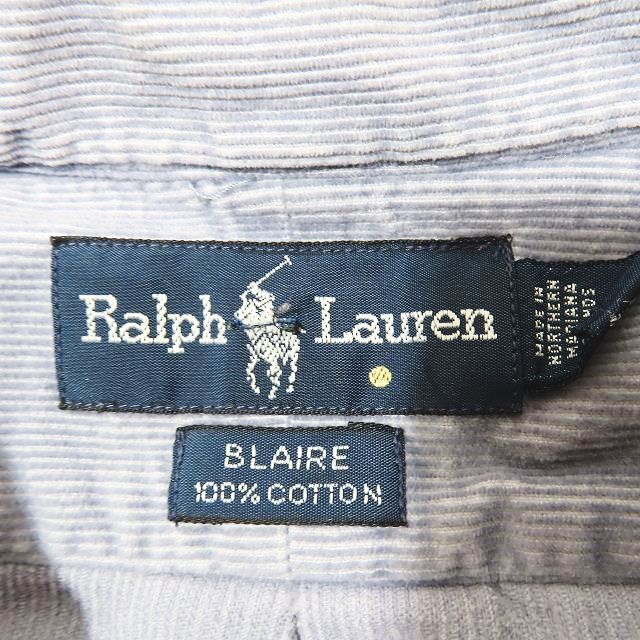 Ralph Lauren
BLAIRE
100% COTTON
MADE IN
NORTHERN
MARIANA